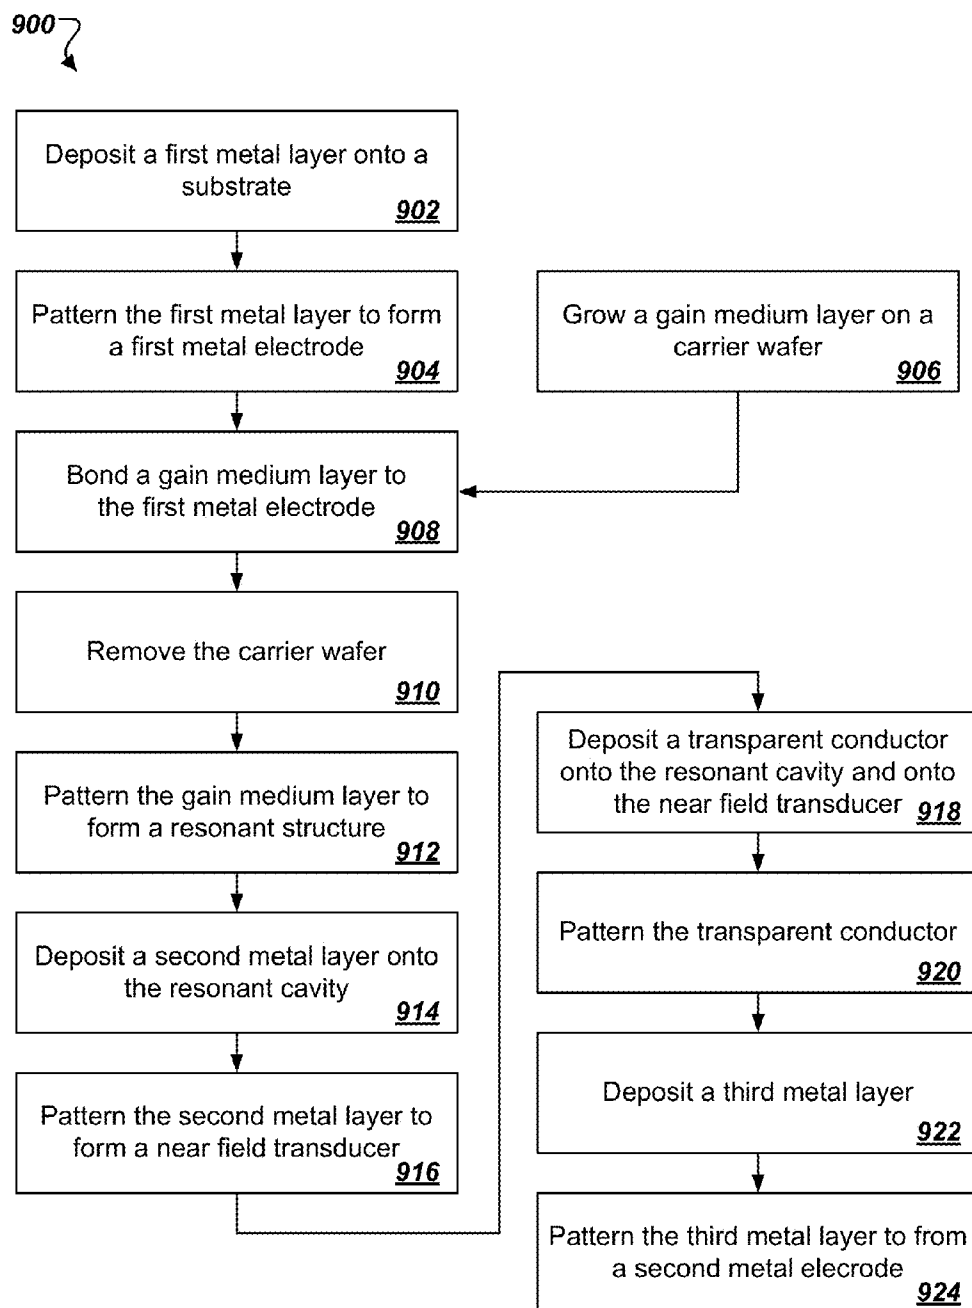 900
Deposit a first metal layer onto a
substrate
902
Pattern the first metal layer to form
a first metal electrode
904
Grow a gain medium layer on a
carrier wafer
906
Bond a gain medium layer to
the first metal electrode
908
Remove the carrier wafer
910
Pattern the gain medium layer to
form a resonant structure
912
Deposit a second metal layer onto
the resonant cavity
914
Pattern the second metal layer to
form a near field transducer
916
Deposit a transparent conductor
onto the resonant cavity and onto
the near field transducer
918
Pattern the transparent conductor
920
Deposit a third metal layer
922
Pattern the third metal layer to from
a second metal elecrode
924